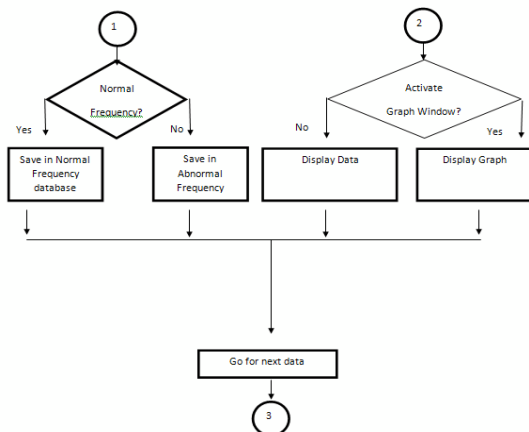 1
2
Normal
Frequency?
Activate
Graph Window?
Yes
No
No
Yes
Save in Normal
Frequency
database
Save in
Abnormal
Frequency
Display Data
Display Graph
Go for next data
3